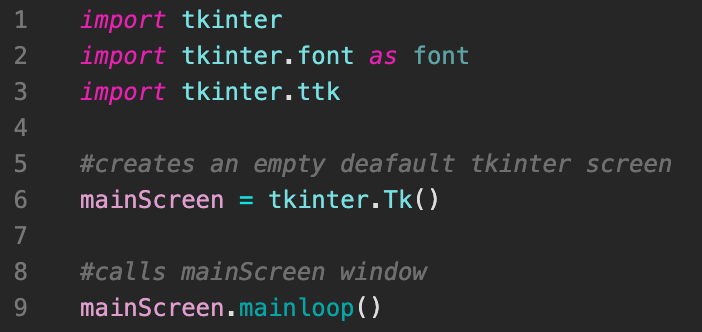 1 import tkinter
2 import tkinter.font as font
3 import tkinter.ttk
4
5 #creates an empty deafault tkinter screen
6 mainScreen = tkinter.Tk()
7
8 #calls mainScreen window
9 mainScreen.mainloop()